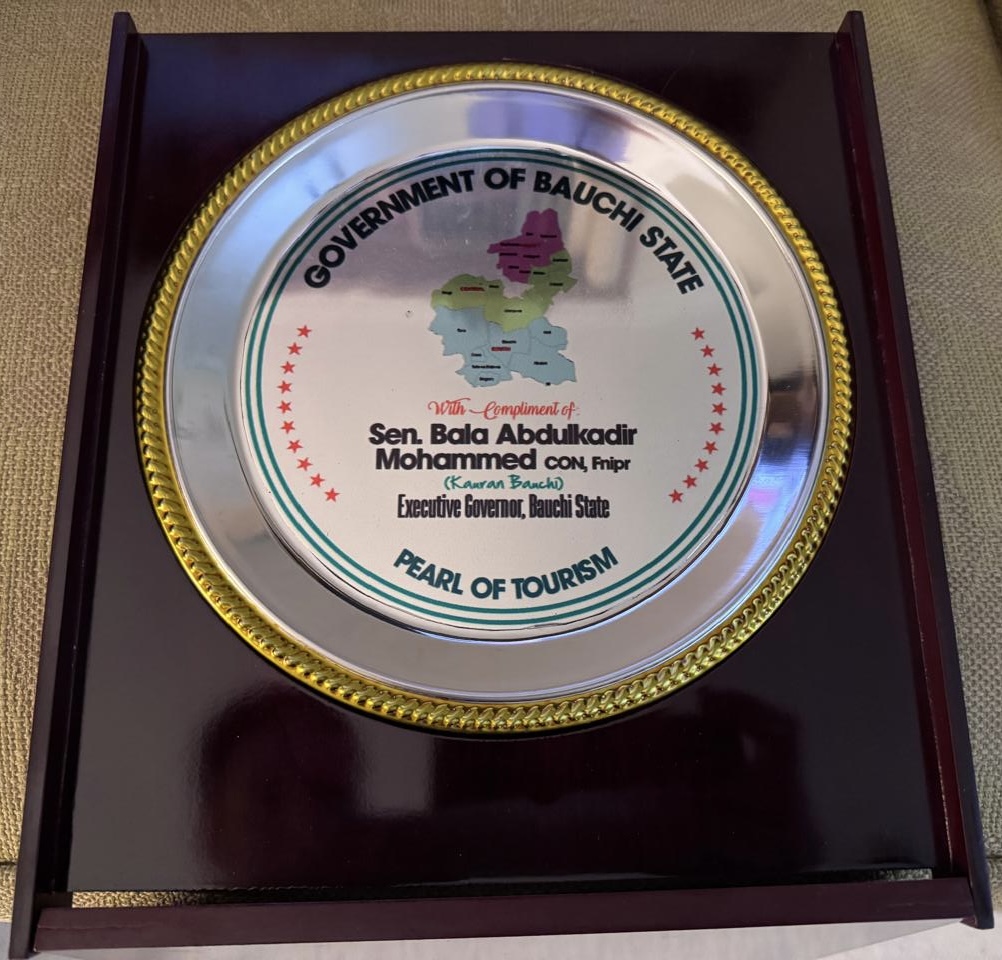 GOVERNMENT OF BAUCHI STATE
With Compliment of:
Sen. Bala Abdulkadir
Mohammed CON, Fnipr
(Kauran Bauchi)
Executive Governor, Bauchi State
PEARL OF TOURISM